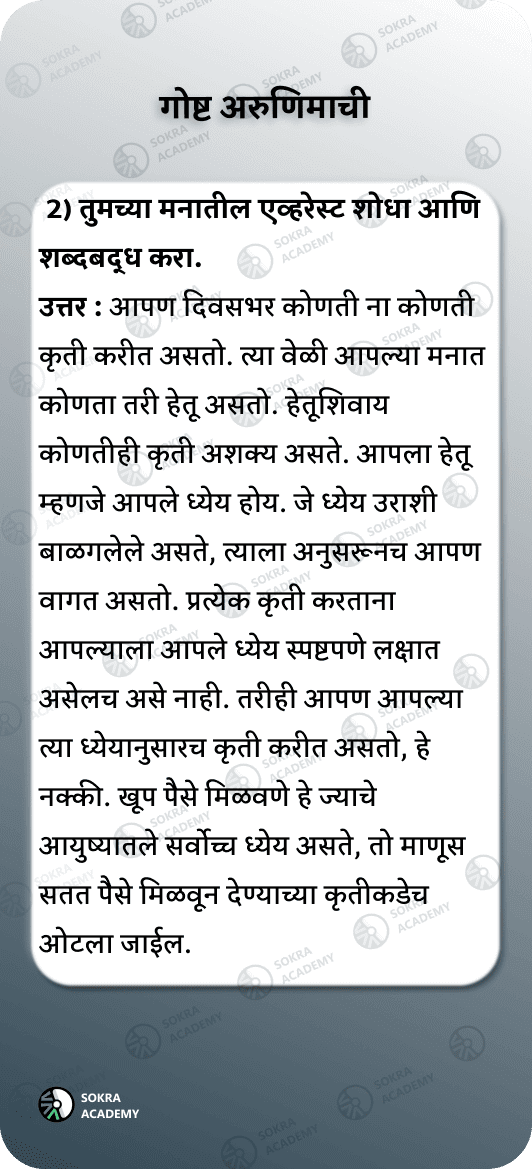 गोष्ट अरुणिमाची
2) तुमच्या मनातील एव्हरेस्ट शोधा आणि
शब्दबद्ध करा.
उत्तर : आपण दिवसभर कोणती ना कोणती
कृती करीत असतो. त्या वेळी आपल्या मनात
कोणता तरी हेतू असतो. हेतूशिवाय
कोणतीही कृती अशक्य असते. आपला हेतू
म्हणजे आपले ध्येय होय. जे ध्येय उराशी
बाळगलेले असते, त्याला अनुसरूनच आपण
वागत असतो. प्रत्येक कृती करताना
आपल्याला आपले ध्येय स्पष्टपणे लक्षात
असेलच असे नाही. तरीही आपण आपल्या
त्या ध्येयानुसारच कृती करीत असतो, हे
नक्की. खूप पैसे मिळवणे हे ज्याचे
आयुष्यातले सर्वोच्च ध्येय असते, तो माणूस
सतत पैसे मिळवून देण्याच्या कृतीकडेच
ओटला जाईल.
SOKRA
ACADEMY